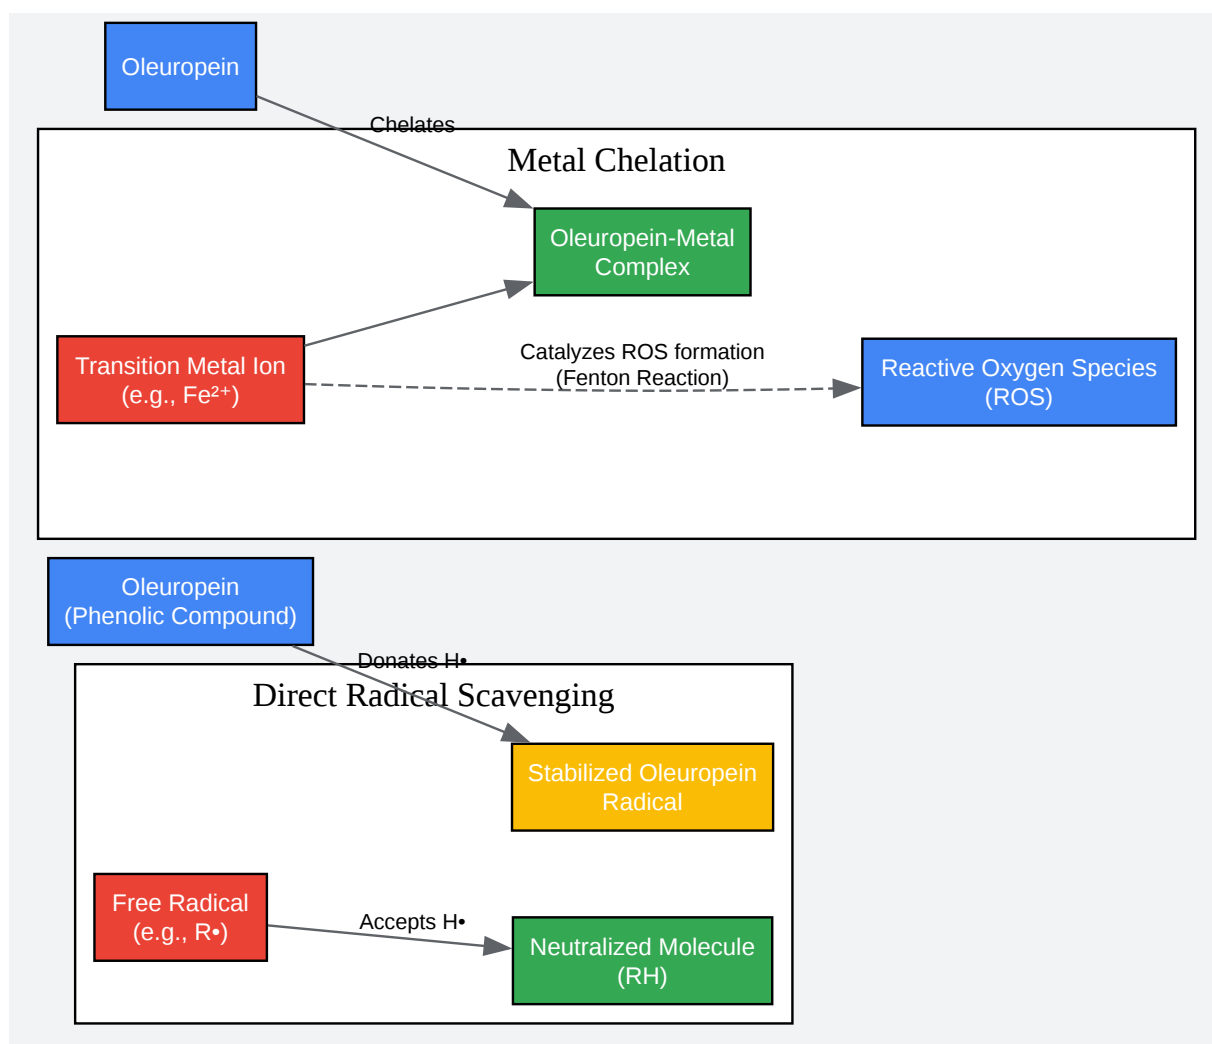 Oleuropein
Chelates
Metal Chelation
Oleuropein-Metal
Complex
Transition Metal Ion
(e.g., Fe²⁺)
Catalyzes ROS formation
(Fenton Reaction)
Reactive Oxygen Species
(ROS)
Oleuropein
(Phenolic Compound)
Donates H•
Direct Radical Scavenging
Stabilized Oleuropein
Radical
Free Radical
(e.g., R•)
Accepts H•
Neutralized Molecule
(RH)